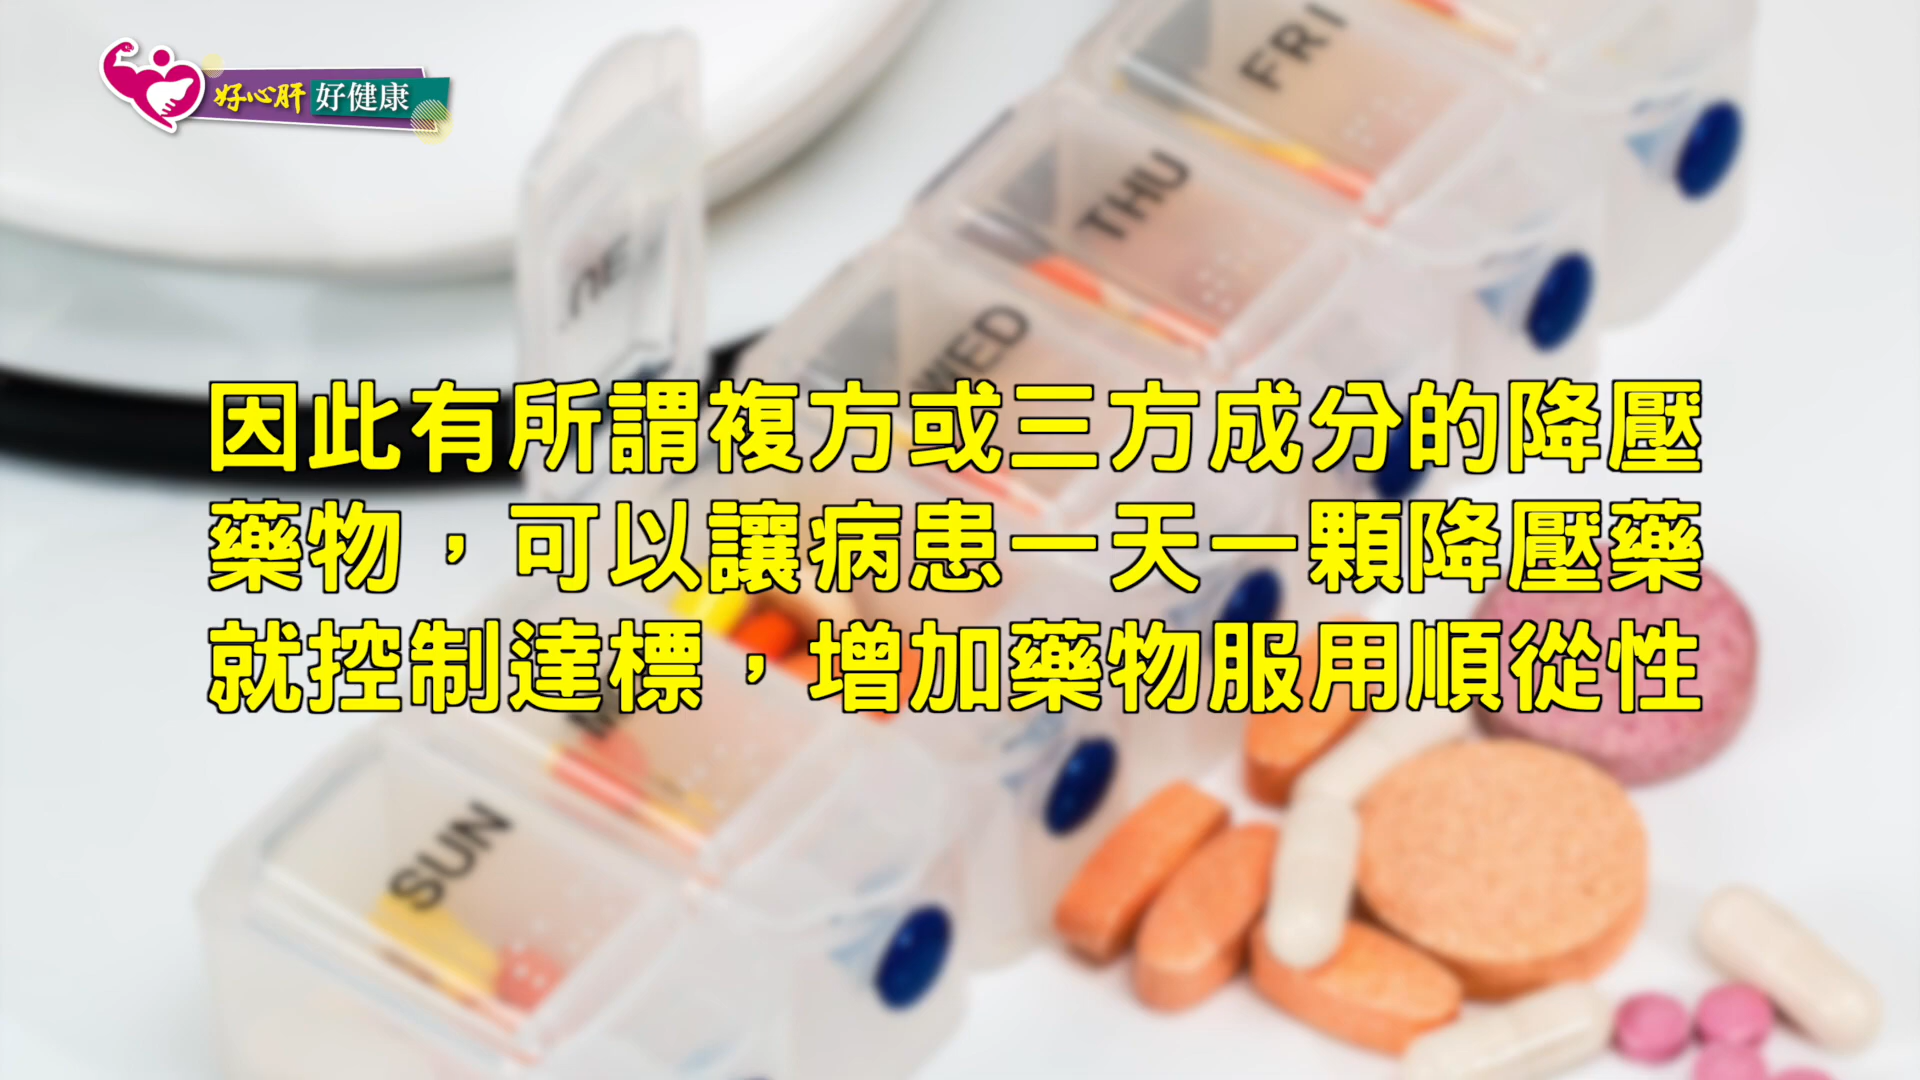 好心肝 好健康
FRI
THU
UE
WED
因此有所謂複方或三方成分的降壓
藥物，可以讓病患一天一顆降壓藥
就控制達標，增加藥物服用順從性
SUN